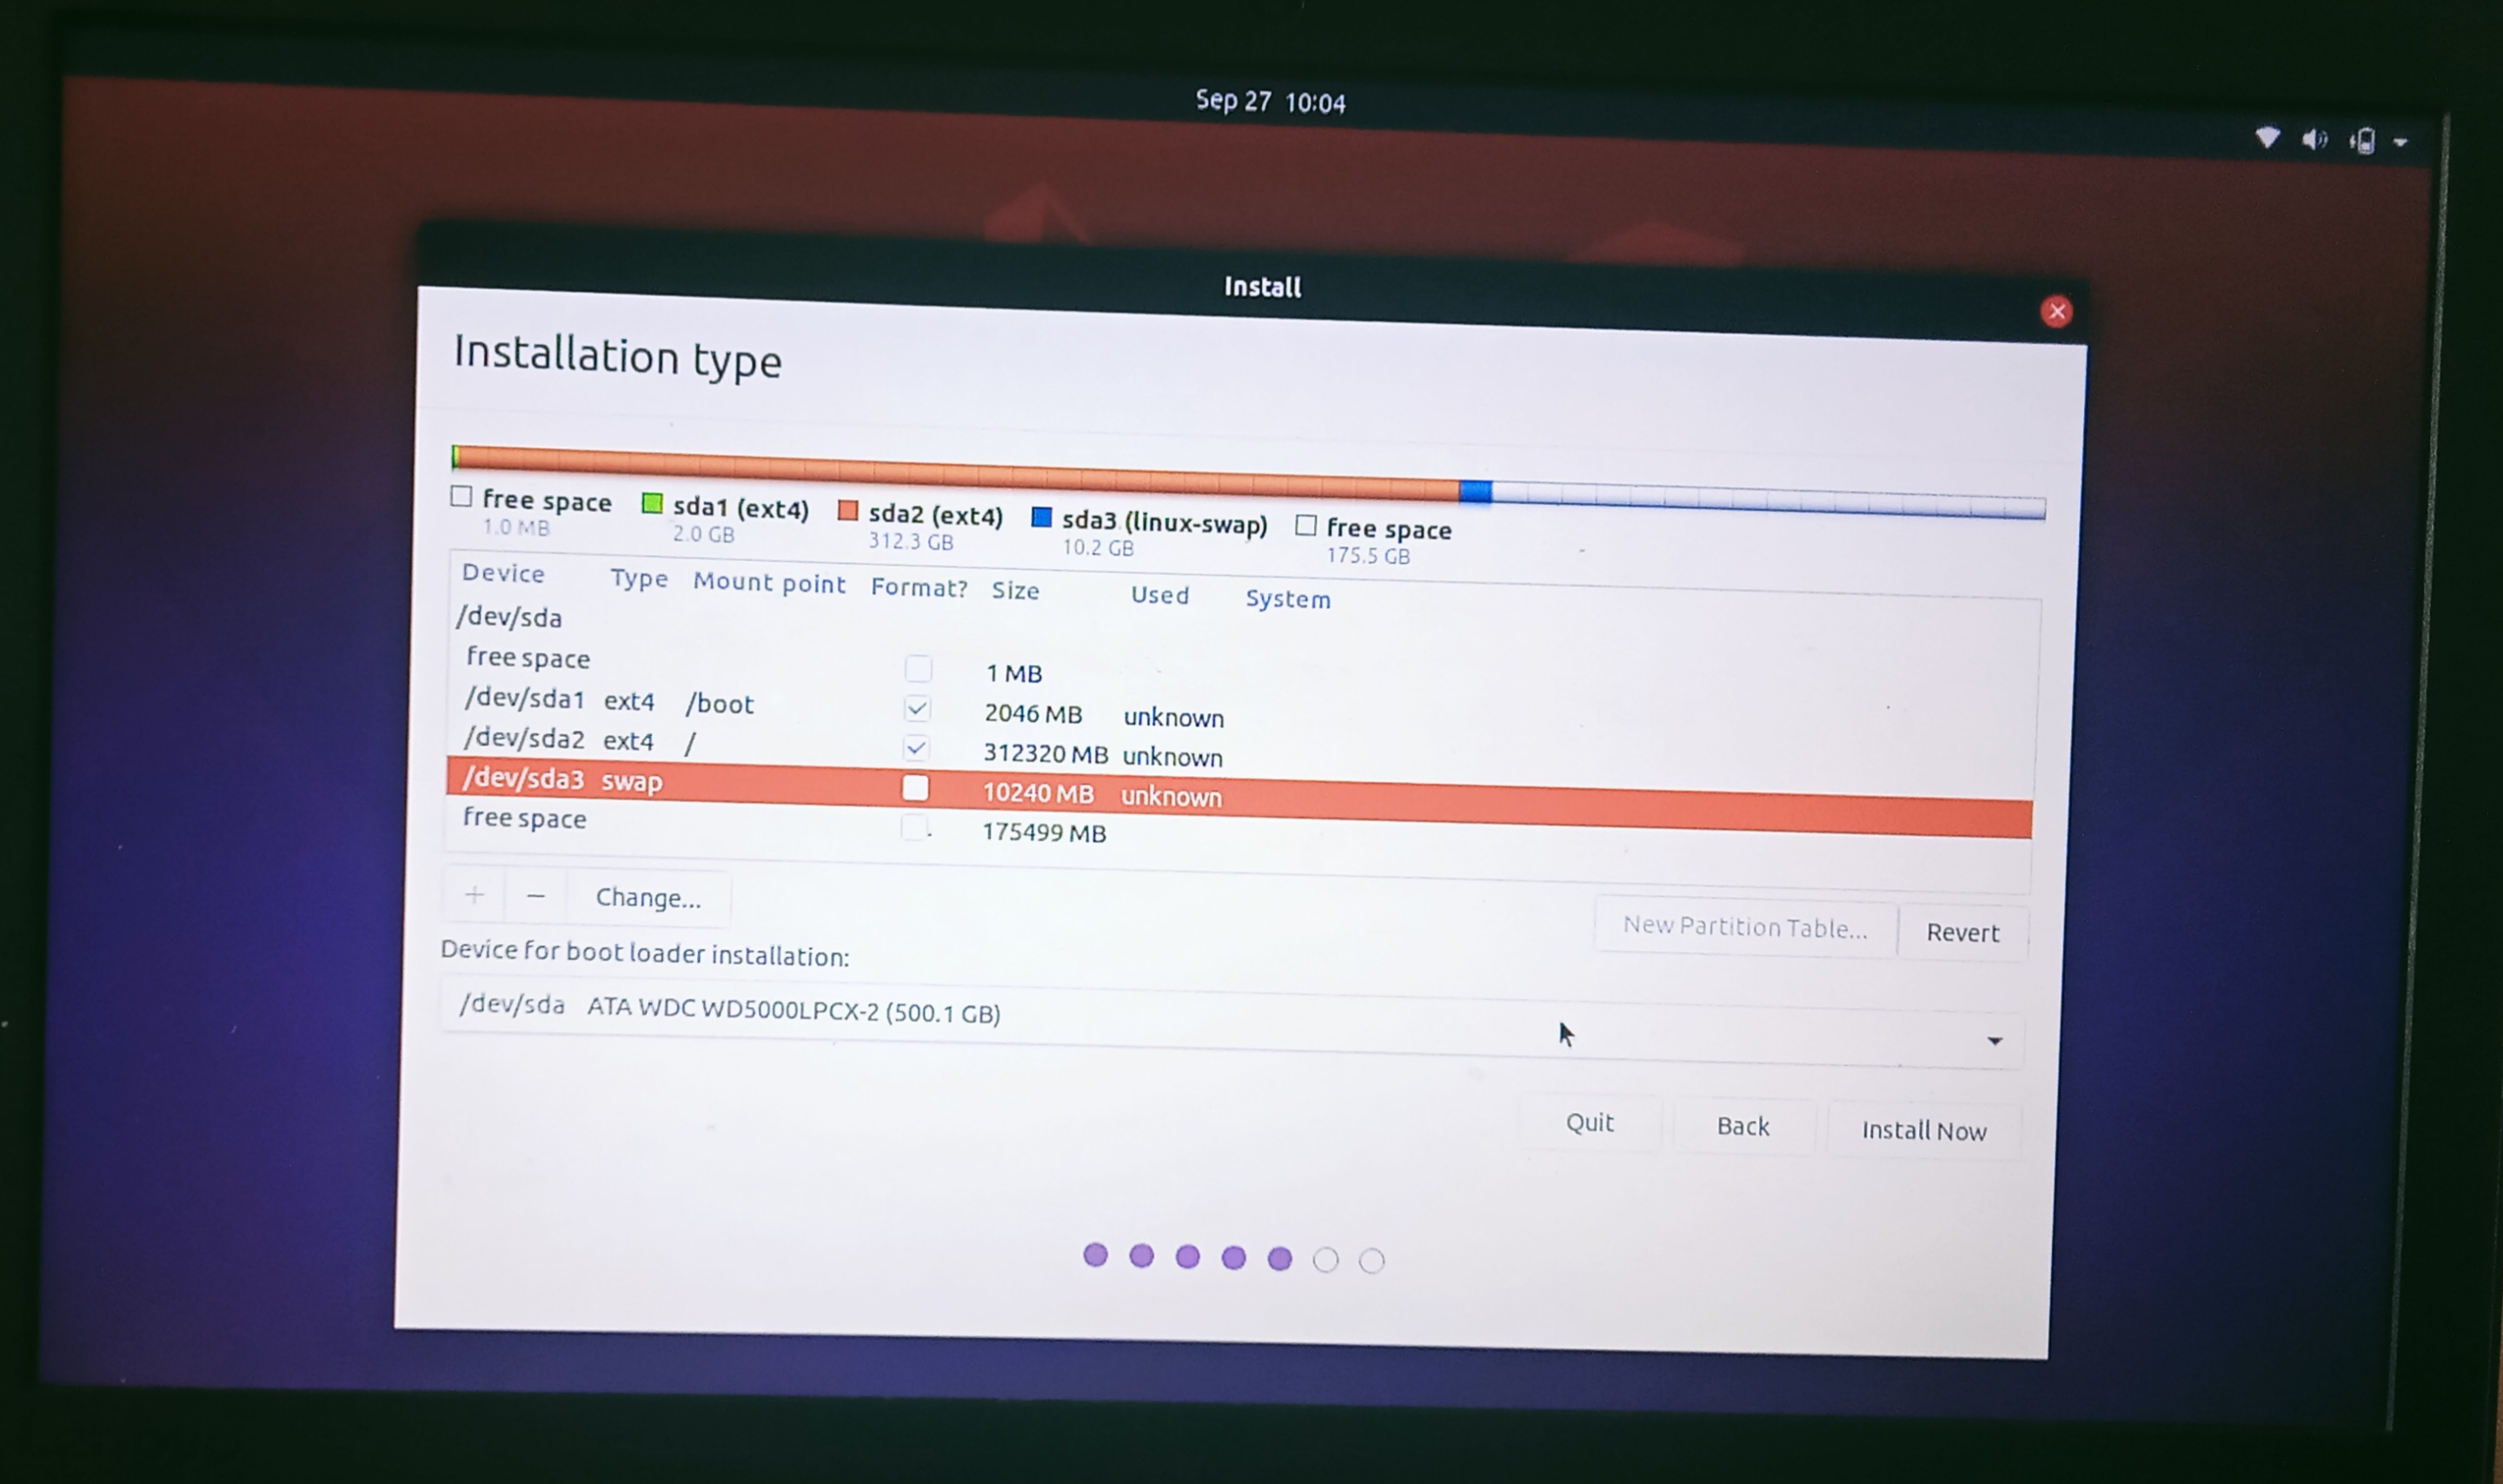 Sep 27 10:04
Install
Installation type
free space sda1 (ext4) sda2 (ext4) sda3 (linux-swap) free space
1.0 MB 2.0 GB 312.3 GB 10.2 GB 175.5 GB
Device Type Mount point Format? Size Used System
/dev/sda
free space 1 MB
/dev/sda1 ext4 /boot 2046 MB unknown
/dev/sda2 ext4 / 312320 MB unknown
/dev/sda3 swap 10240 MB unknown
free space 175499 MB
+ − Change...
New Partition Table... Revert
Device for boot loader installation:
/dev/sda ATA WDC WD5000LPCX-2 (500.1 GB)
Quit Back Install Now